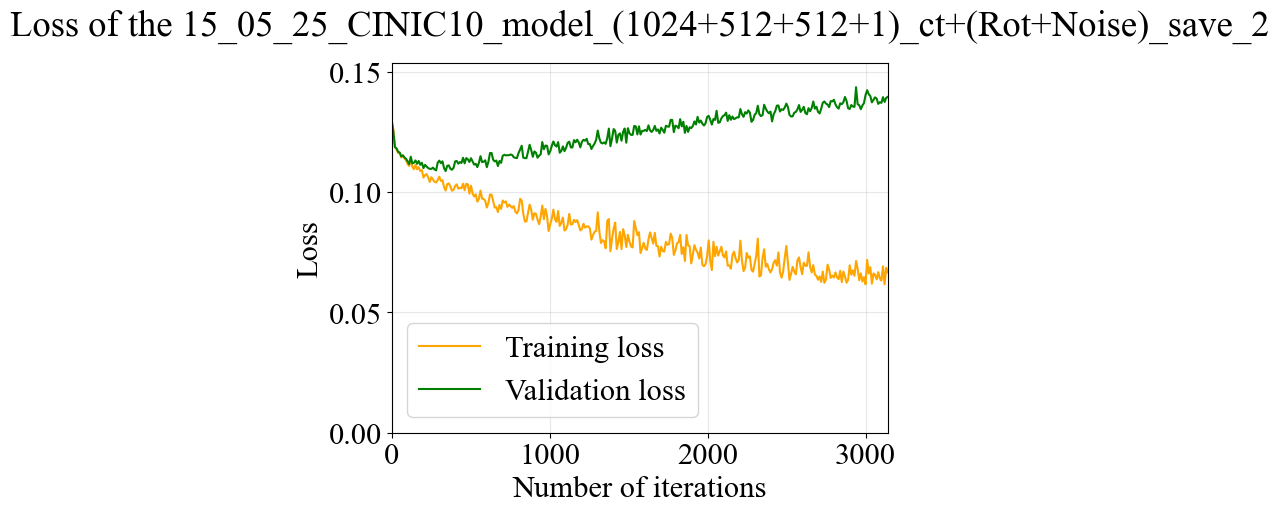 Loss of the 15_05_25_CINIC10_model_(1024+512+512+1)_ct+(Rot+Noise)_save_2
0.15
0.10
0.05
0.00
Loss
Training loss
Validation loss
0 1000 2000 3000
Number of iterations